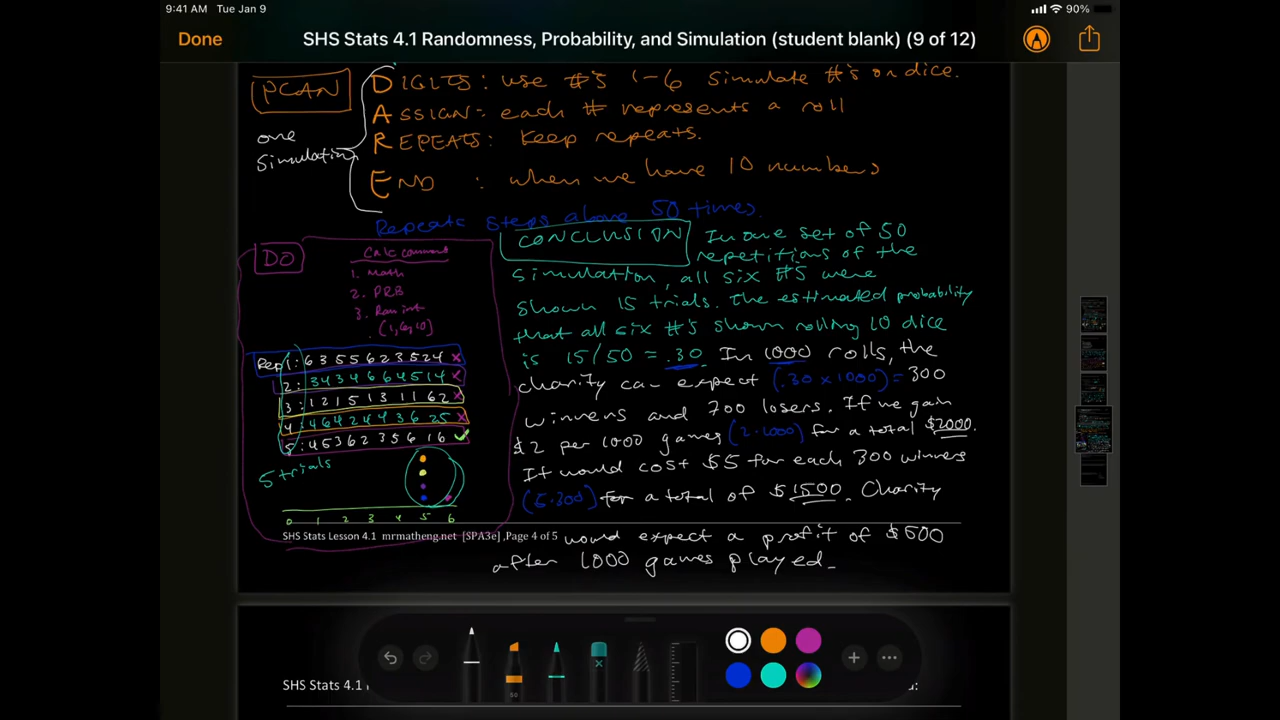 9:41 AM Tue Jan 9
90%
Done
SHS Stats 4.1 Randomness, Probability, and Simulation (student blank) (9 of 12)
PLAN
DIGITS: use #'s 1-6 simulate #'s on dice.
ASSIGN: each # represents a roll
one
simulation
REPEATS: Keep repeats.
END : when we have 10 numbers
Repeats steps above 50 times.
DO
Calc command
1. Math
2. PRB
3. Ran int
(1,6,10)
Rep 1: 6 3 5 5 6 2 3 5 2 4 x
2: 3 4 3 4 6 6 4 5 1 4 x
3: 1 2 1 5 1 3 1 1 6 2 x
4: 4 6 4 2 4 4 3 6 2 5 x
5: 4 5 3 6 2 3 5 6 1 6 ✓
5 trials
0 1 2 3 4 5 6
CONCLUSION In one set of 50
repetitions of the
simulation, all six #'s were
shown 15 trials. The estimated probability
that all six #'s shown rolling 10 dice
is 15/50 = .30. In 1000 rolls, the
charity can expect (.30 x 1000) = 300
winners and 700 losers. If we gain
$2 per 1000 games (2·1000) for a total $2000.
It would cost $5 for each 300 winners
(5·300) for a total of $1500. Charity
would expect a profit of $500
after 1000 games played.
SHS Stats Lesson 4.1 mrmatheng.net [SPA3e] ,Page 4 of 5
50
SHS Stats 4.1